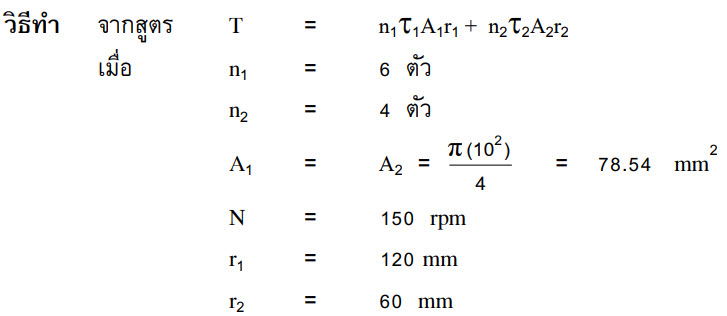 วิธีทำ จากสูตร T = n₁τ₁A₁r₁ + n₂τ₂A₂r₂
เมื่อ n₁ = 6 ตัว
n₂ = 4 ตัว
A₁ = A₂ = π(10²)/4 = 78.54 mm²
N = 150 rpm
r₁ = 120 mm
r₂ = 60 mm